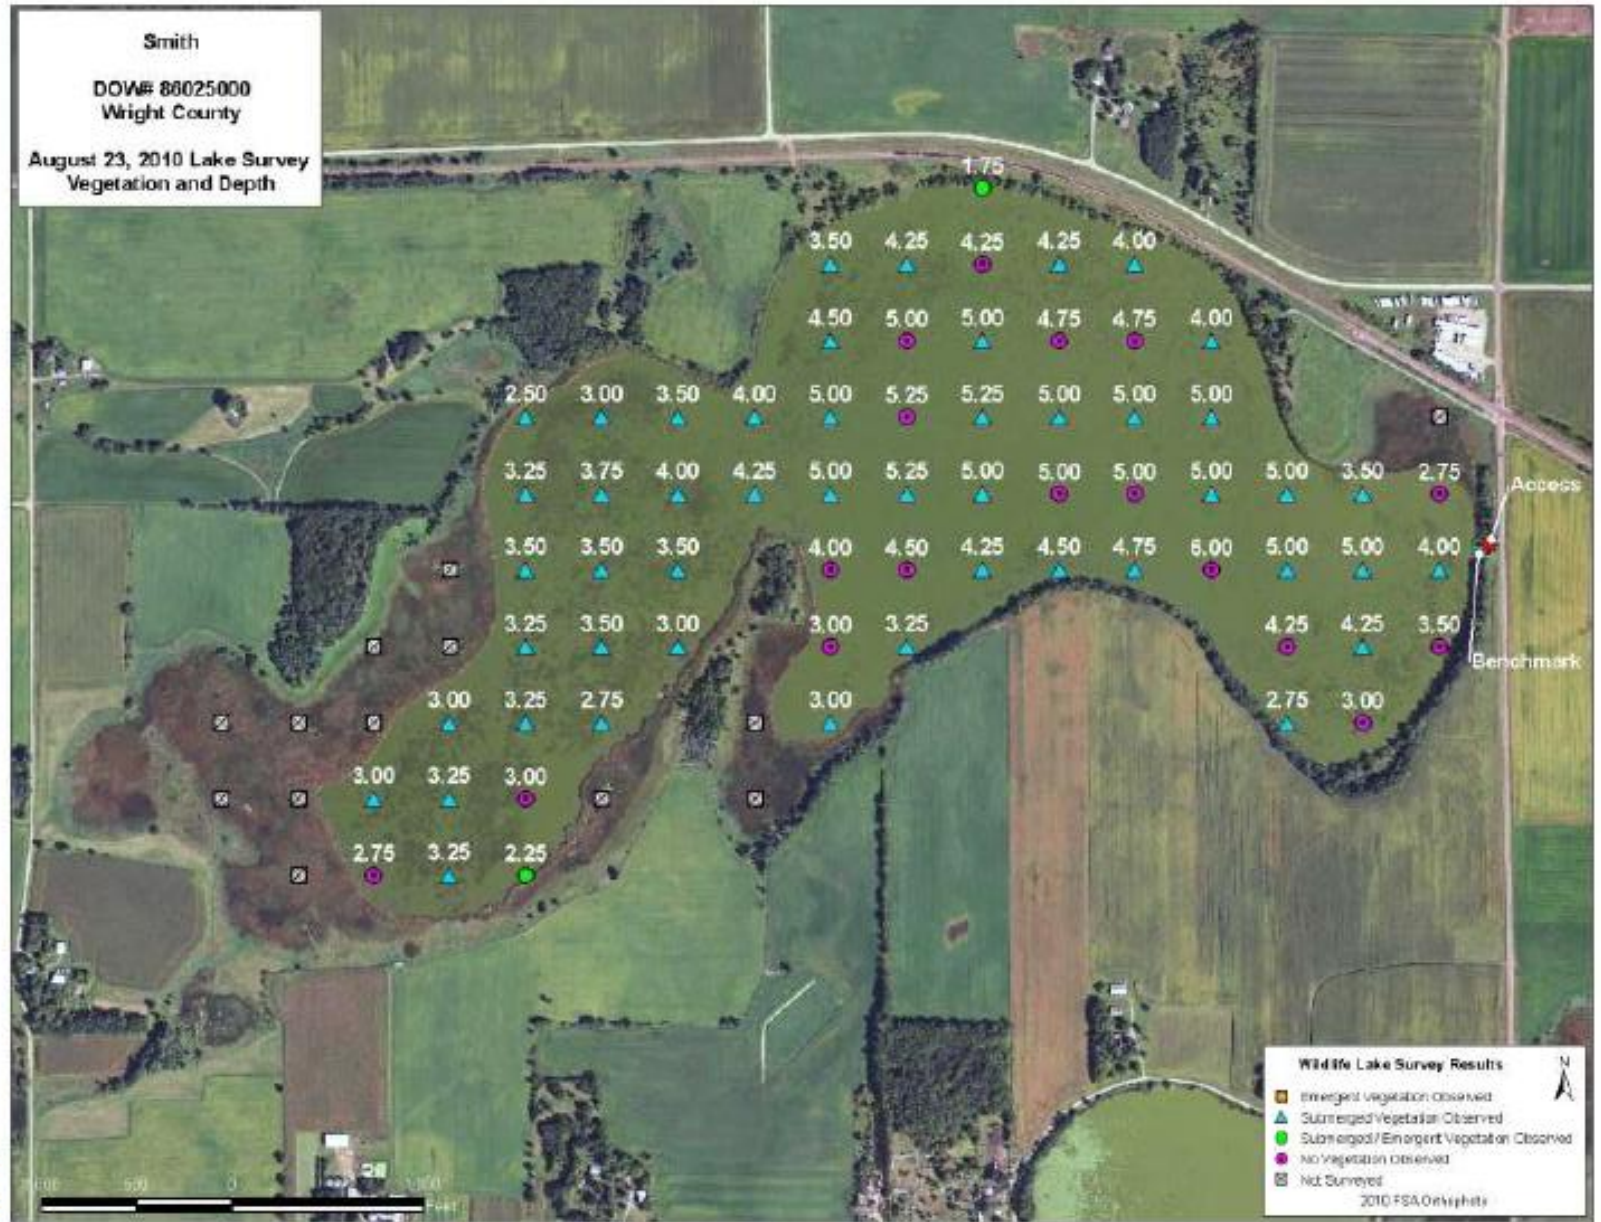 Smith
DOW# 86025000
Wright County
August 23, 2010 Lake Survey
Vegetation and Depth
1.75
3.50 4.25 4.25 4.25 4.00
4.50 5.00 5.00 4.75 4.75 4.00
2.50 3.00 3.50 4.00 5.00 5.25 5.25 5.00 5.00 5.00
3.25 3.75 4.00 4.25 5.00 5.25 5.00 5.00 5.00 5.00 5.00 3.50 2.75
Access
3.50 3.50 3.50 4.00 4.50 4.25 4.50 4.75 6.00 5.00 5.00 4.00
3.25 3.50 3.00 3.00 3.25 4.25 4.25 3.50
Benchmark
3.00 3.25 2.75 3.00 2.75 3.00
3.00 3.25 3.00
2.75 3.25 2.25
Wildlife Lake Survey Results
N
Emergent Vegetation Observed
Submerged Vegetation Observed
Submerged / Emergent Vegetation Observed
No Vegetation Observed
Not Surveyed
2010 FSA Orthophoto
500 0
Feet